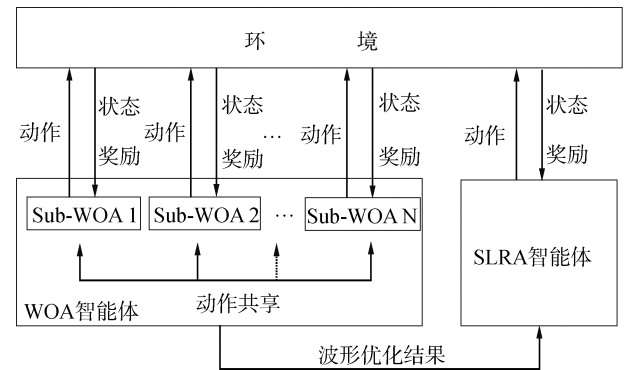 环 境
动作 状态 奖励
动作 状态 奖励
…
动作 状态 奖励
动作 状态 奖励
Sub-WOA 1
Sub-WOA 2
…
Sub-WOA N
SLRA智能体
动作共享
WOA智能体
波形优化结果